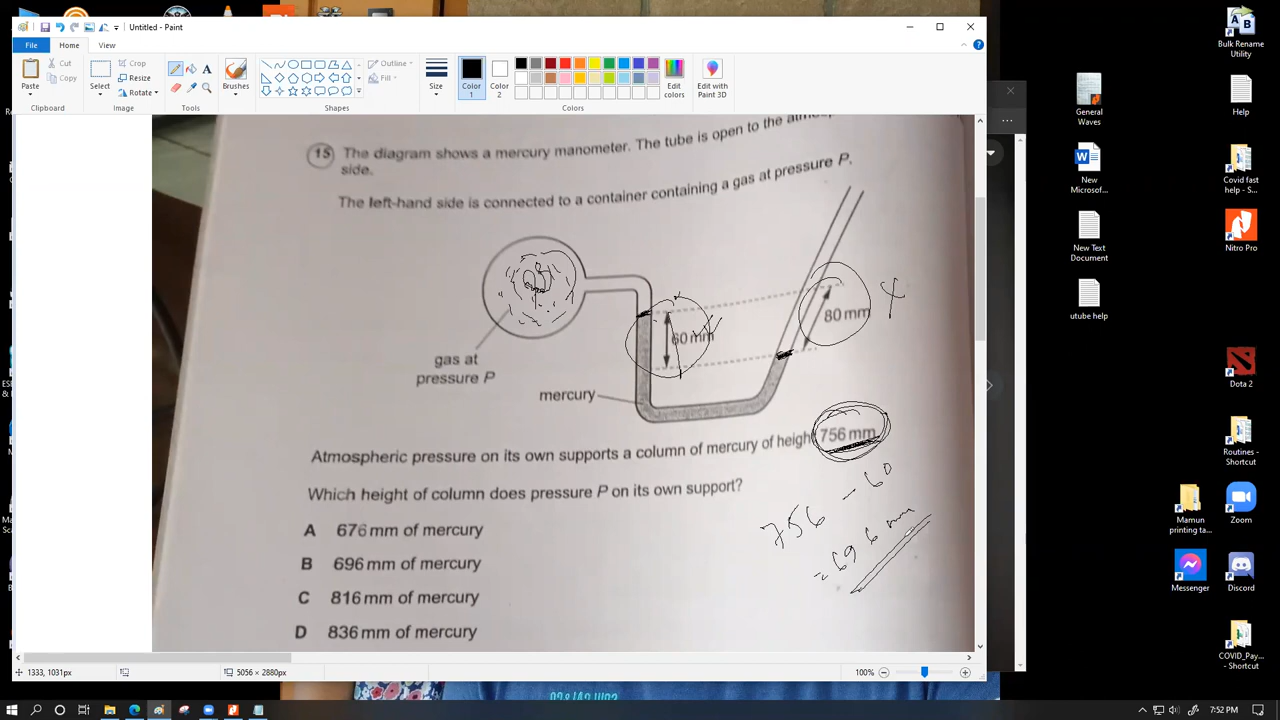 Untitled - Paint
File
Home
View
Paste
Cut
Copy
Clipboard
Select
Crop
Resize
Rotate
Image
A
Tools
Brushes
Shapes
Outline
Fill
Size
Color
1
Color
2
Edit
colors
Edit with
Paint 3D
Colors
15 The diagram shows a mercury manometer. The tube is open to the
side.
The left-hand side is connected to a container containing a gas at pressure P.
60 mm
80 mm
gas at
pressure P
mercury
Atmospheric pressure on its own supports a column of mercury of height 756 mm
Which height of column does pressure P on its own support?
A 676 mm of mercury
B 696 mm of mercury
C 816 mm of mercury
D 836 mm of mercury
756 - 60
= 696 mm
1333, 1031px
5056 × 2880px
100%
Bulk Rename
Utility
General
Waves
Help
New
Microsof...
Covid fast
help - S...
New Text
Document
Nitro Pro
utube help
Dota 2
Routines -
Shortcut
Mamun
printing ta...
Zoom
Messenger
Discord
COVID_Pay...
- Shortcut
7:52 PM